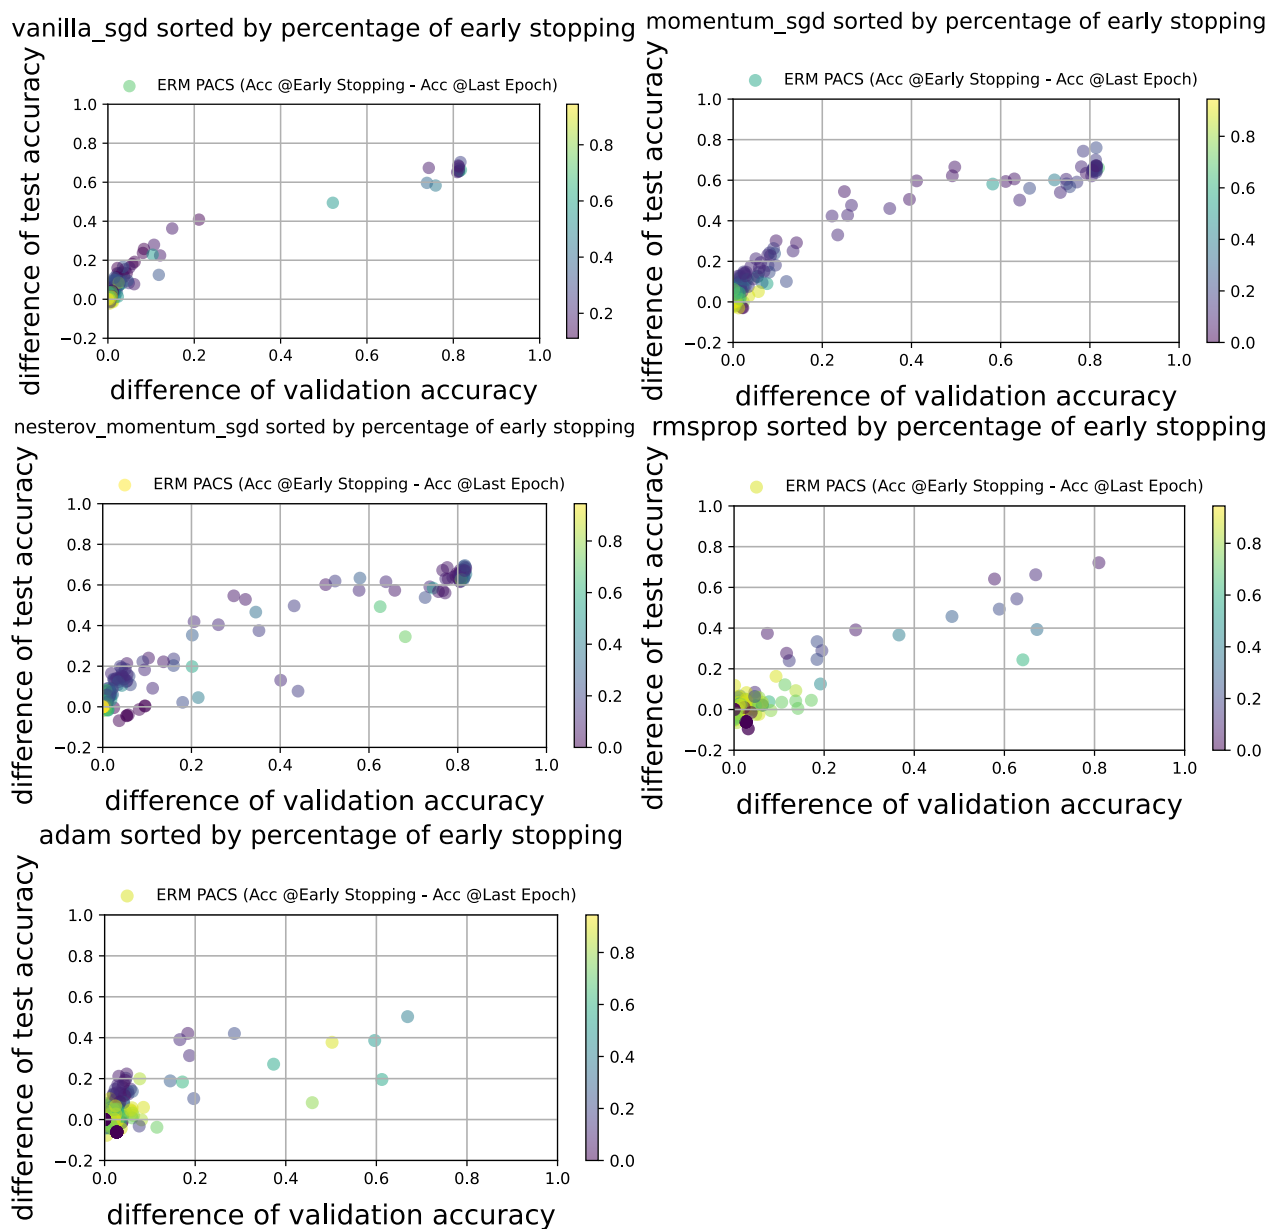 vanilla_sgd sorted by percentage of early stopping
ERM PACS (Acc @Early Stopping - Acc @Last Epoch)
difference of test accuracy
1.0
0.8
0.6
0.4
0.2
0.0
−0.2
0.0 0.2 0.4 0.6 0.8 1.0
difference of validation accuracy
0.8
0.6
0.4
0.2
momentum_sgd sorted by percentage of early stopping
ERM PACS (Acc @Early Stopping - Acc @Last Epoch)
difference of test accuracy
1.0
0.8
0.6
0.4
0.2
0.0
−0.2
0.0 0.2 0.4 0.6 0.8 1.0
difference of validation accuracy
0.8
0.6
0.4
0.2
0.0
nesterov_momentum_sgd sorted by percentage of early stopping
ERM PACS (Acc @Early Stopping - Acc @Last Epoch)
difference of test accuracy
1.0
0.8
0.6
0.4
0.2
0.0
−0.2
0.0 0.2 0.4 0.6 0.8 1.0
difference of validation accuracy
0.8
0.6
0.4
0.2
0.0
rmsprop sorted by percentage of early stopping
ERM PACS (Acc @Early Stopping - Acc @Last Epoch)
difference of test accuracy
1.0
0.8
0.6
0.4
0.2
0.0
−0.2
0.0 0.2 0.4 0.6 0.8 1.0
difference of validation accuracy
0.8
0.6
0.4
0.2
0.0
adam sorted by percentage of early stopping
ERM PACS (Acc @Early Stopping - Acc @Last Epoch)
difference of test accuracy
1.0
0.8
0.6
0.4
0.2
0.0
−0.2
0.0 0.2 0.4 0.6 0.8 1.0
difference of validation accuracy
0.8
0.6
0.4
0.2
0.0